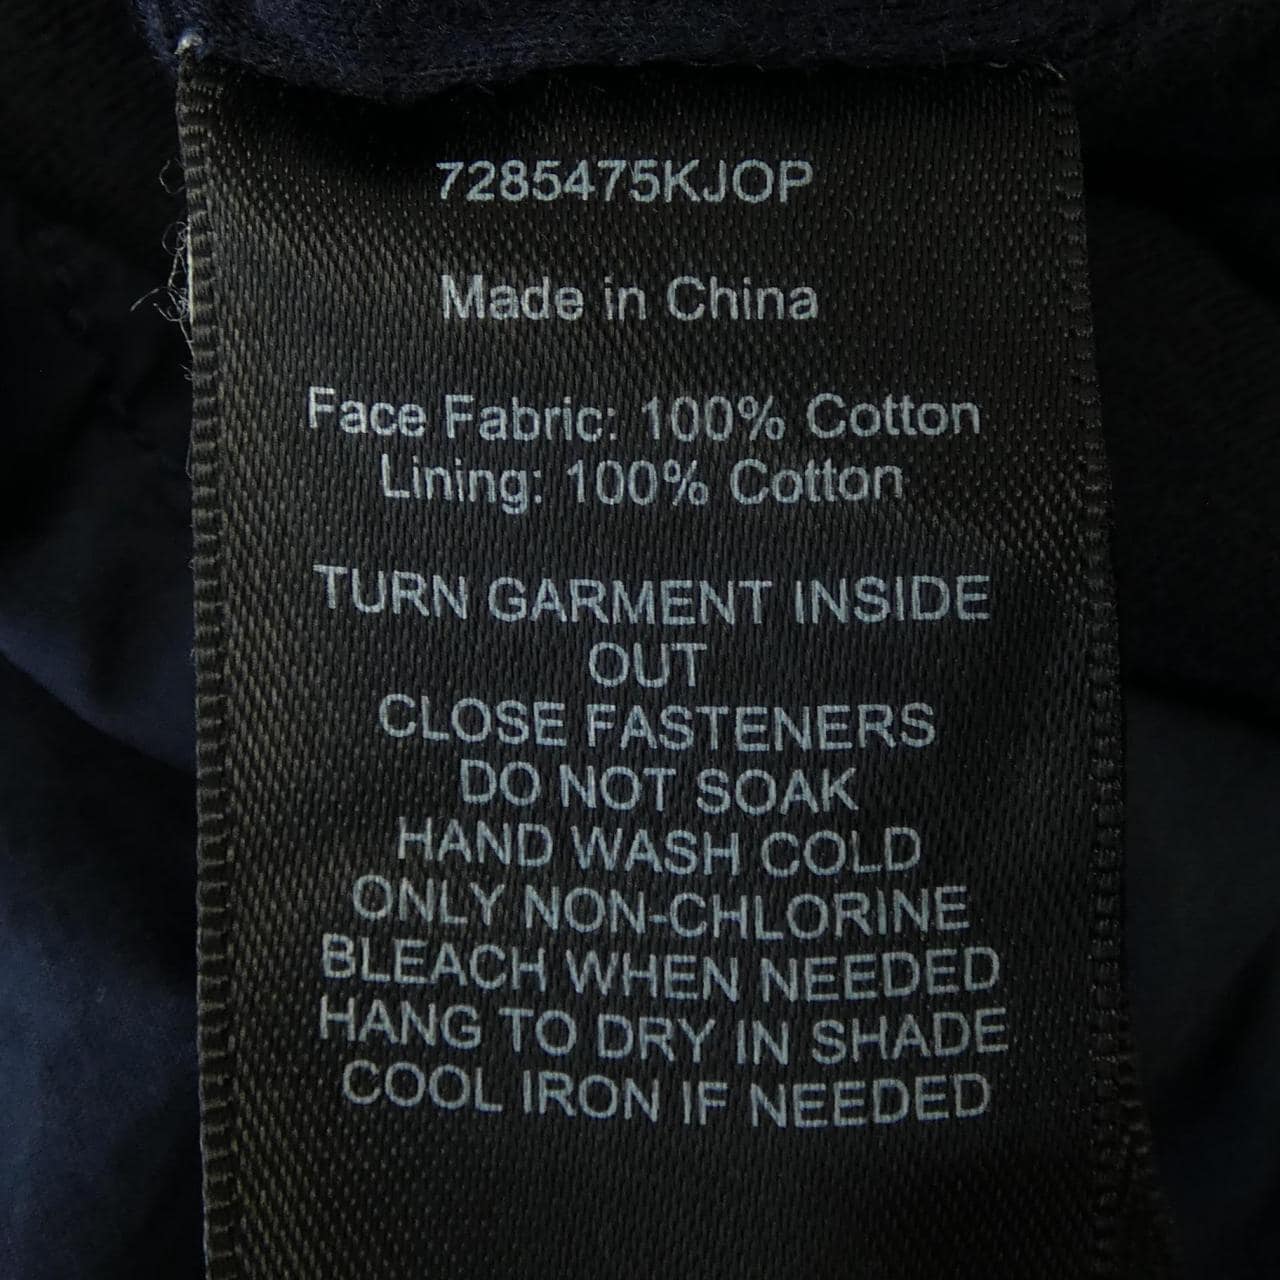 7285475KJOP
Made in China
Face Fabric: 100% Cotton
Lining: 100% Cotton
TURN GARMENT INSIDE
OUT
CLOSE FASTENERS
DO NOT SOAK
HAND WASH COLD
ONLY NON-CHLORINE
BLEACH WHEN NEEDED
HANG TO DRY IN SHADE
COOL IRON IF NEEDED